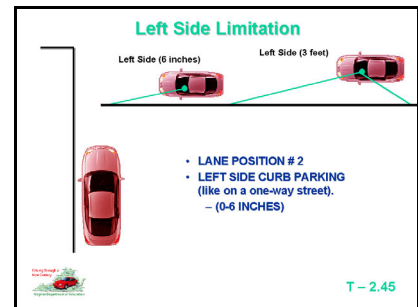 Left Side Limitation
Left Side (6 inches)
Left Side (3 feet)
• LANE POSITION # 2
• LEFT SIDE CURB PARKING
(like on a one-way street).
– (0-6 INCHES)
T – 2.45